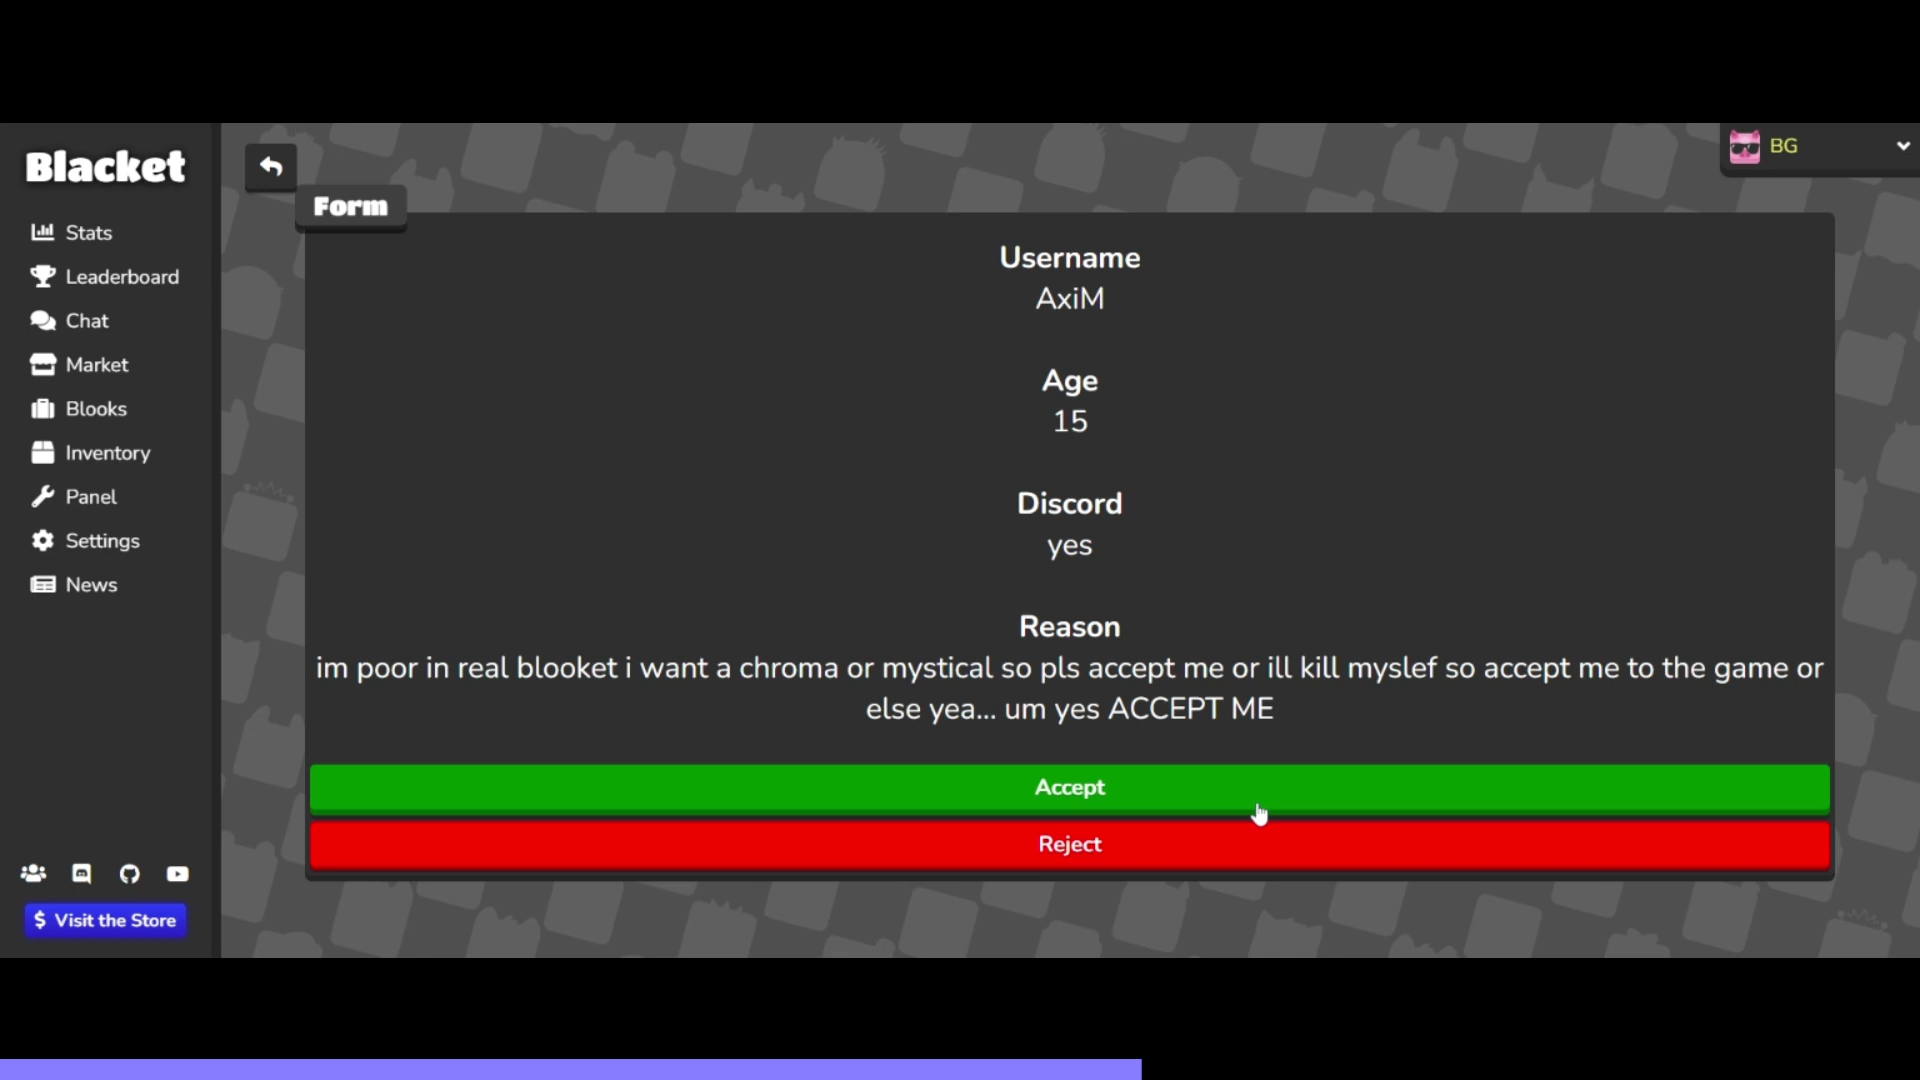 Blacket
BG
Form
Stats
Leaderboard
Chat
Market
Blooks
Inventory
Panel
Settings
News
Username
AxiM
Age
15
Discord
yes
Reason
im poor in real blooket i want a chroma or mystical so pls accept me or ill kill myslef so accept me to the game or
else yea... um yes ACCEPT ME
Accept
Reject
$ Visit the Store